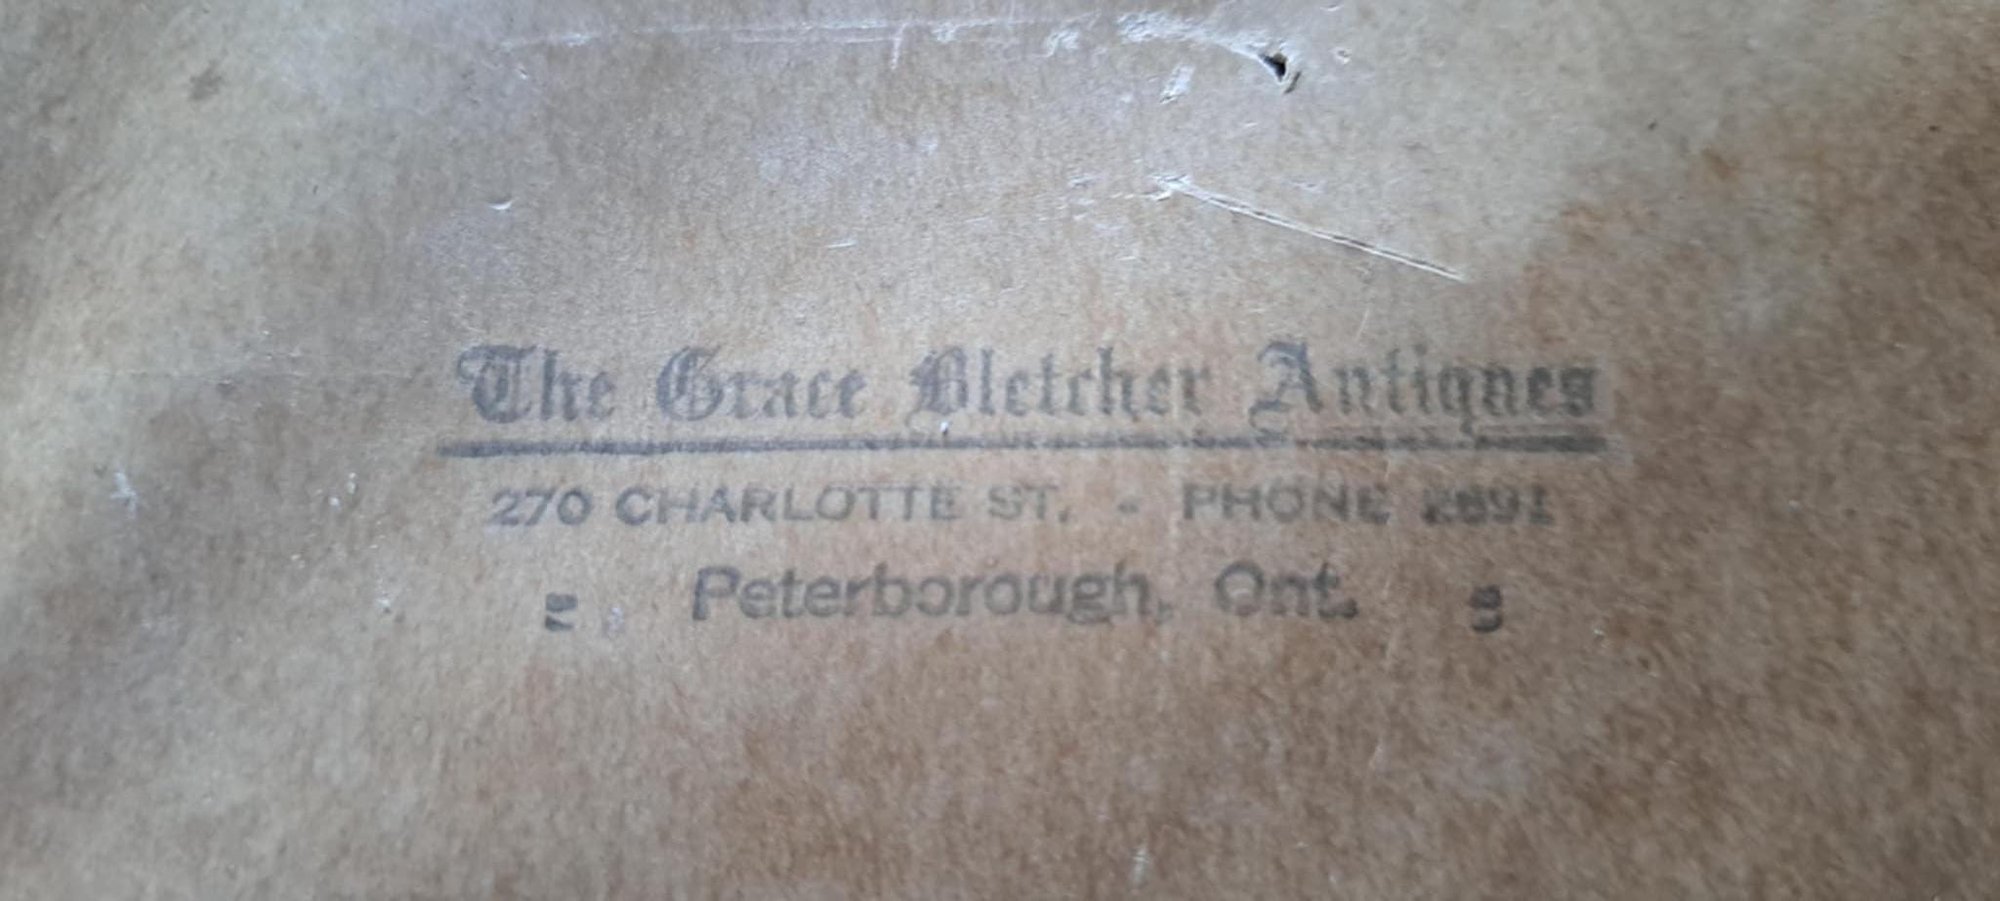 The Grace Bletcher Antiques
270 CHARLOTTE ST. - PHONE
Peterborough, Ont.